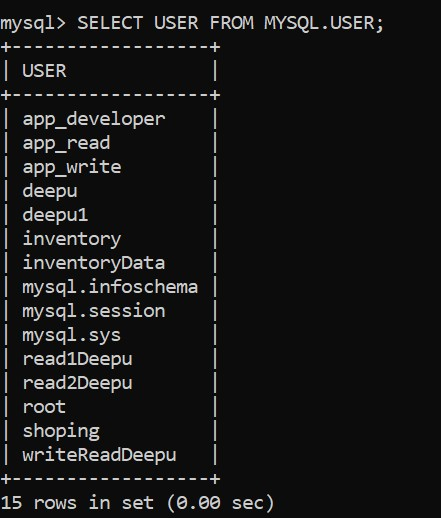 mysql> SELECT USER FROM MYSQL.USER;
+------------------+
| USER             |
+------------------+
| app_developer    |
| app_read         |
| app_write        |
| deepu            |
| deepu1           |
| inventory        |
| inventoryData    |
| mysql.infoschema |
| mysql.session    |
| mysql.sys        |
| read1Deepu       |
| read2Deepu       |
| root             |
| shoping          |
| writeReadDeepu   |
+------------------+
15 rows in set (0.00 sec)